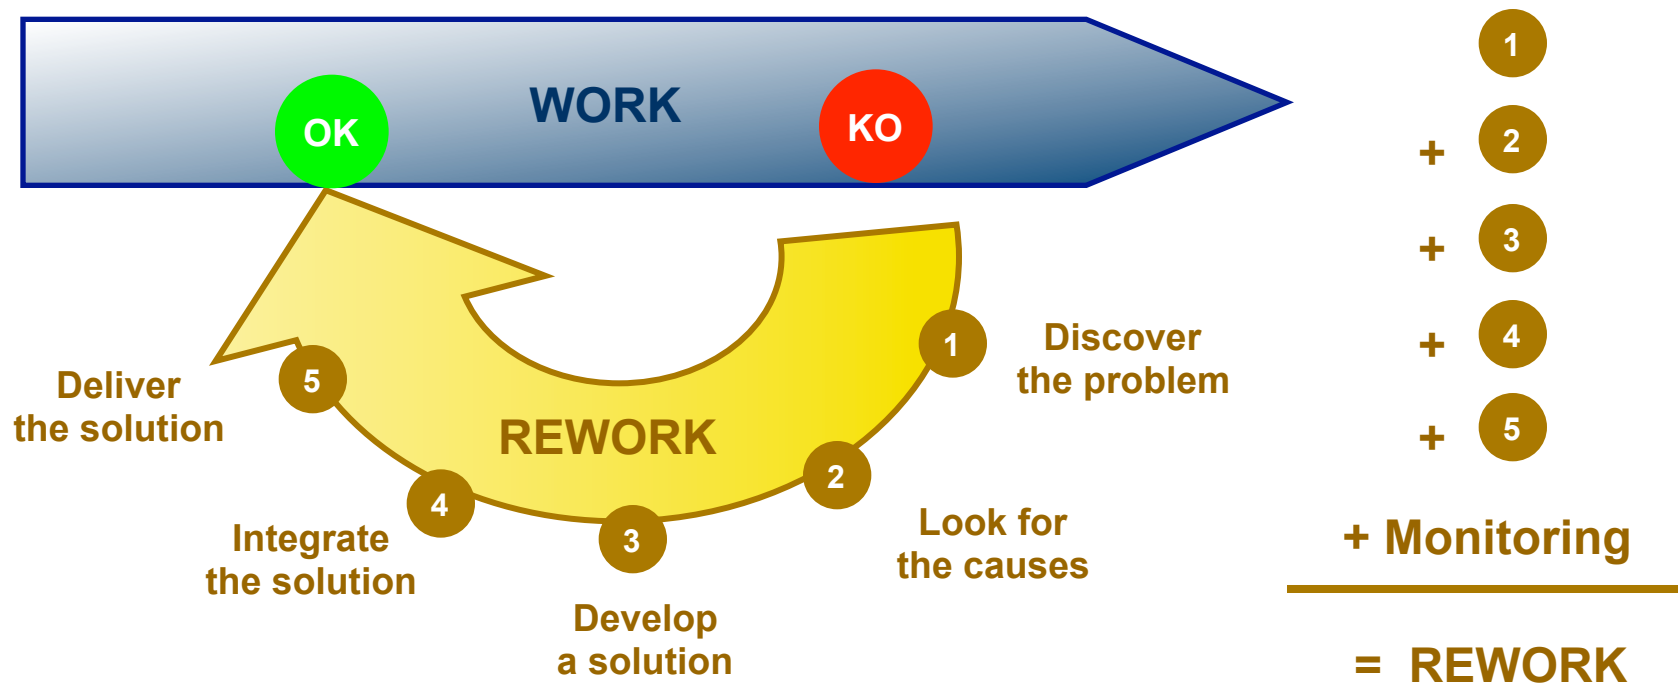 WORK
OK
KO
REWORK
1
Discover
the problem
2
Look for
the causes
3
Develop
a solution
4
Integrate
the solution
5
Deliver
the solution
1
+ 2
+ 3
+ 4
+ 5
+ Monitoring
= REWORK